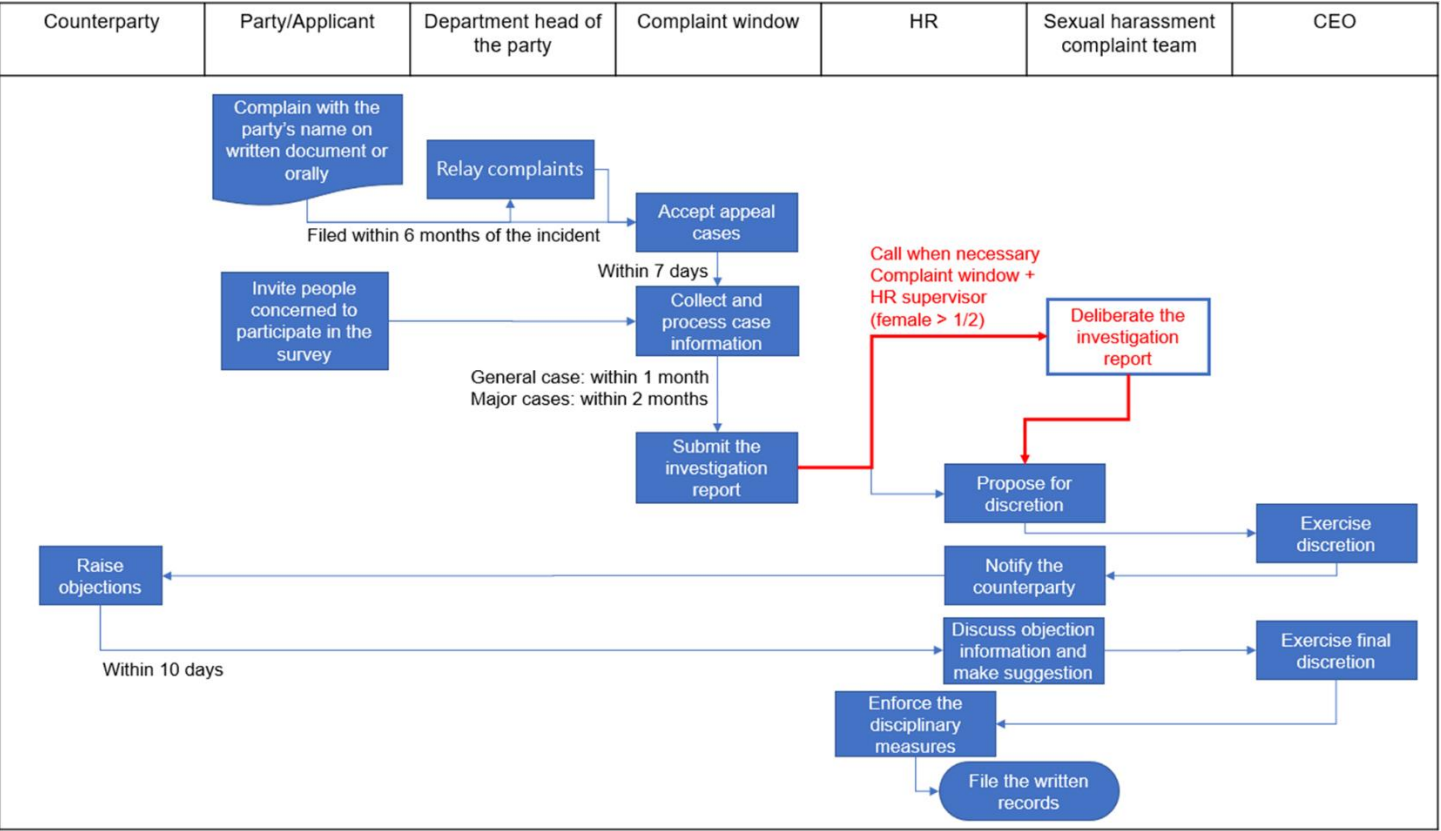 Counterparty
Party/Applicant
Department head of
the party
Complaint window
HR
Sexual harassment
complaint team
CEO
Complain with the
party's name on
written document or
orally
Relay complaints
Accept appeal
cases
Filed within 6 months of the incident
Within 7 days
Call when necessary
Complaint window +
HR supervisor
(female > 1/2)
Invite people
concerned to
participate in the
survey
Collect and
process case
information
Deliberate the
investigation
report
General case: within 1 month
Major cases: within 2 months
Submit the
investigation
report
Propose for
discretion
Exercise
discretion
Raise
objections
Notify the
counterparty
Within 10 days
Discuss objection
information and
make suggestion
Exercise final
discretion
Enforce the
disciplinary
measures
File the written
records